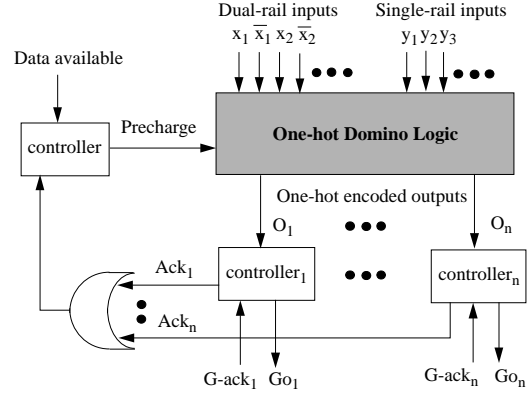 Dual-rail inputs
Single-rail inputs
x₁ x̅₁ x₂ x̅₂
y₁ y₂ y₃
Data available
controller
Precharge
One-hot Domino Logic
One-hot encoded outputs
O₁
Oₙ
Ack₁
controller₁
controllerₙ
Ackₙ
G-ack₁
Go₁
G-ackₙ
Goₙ